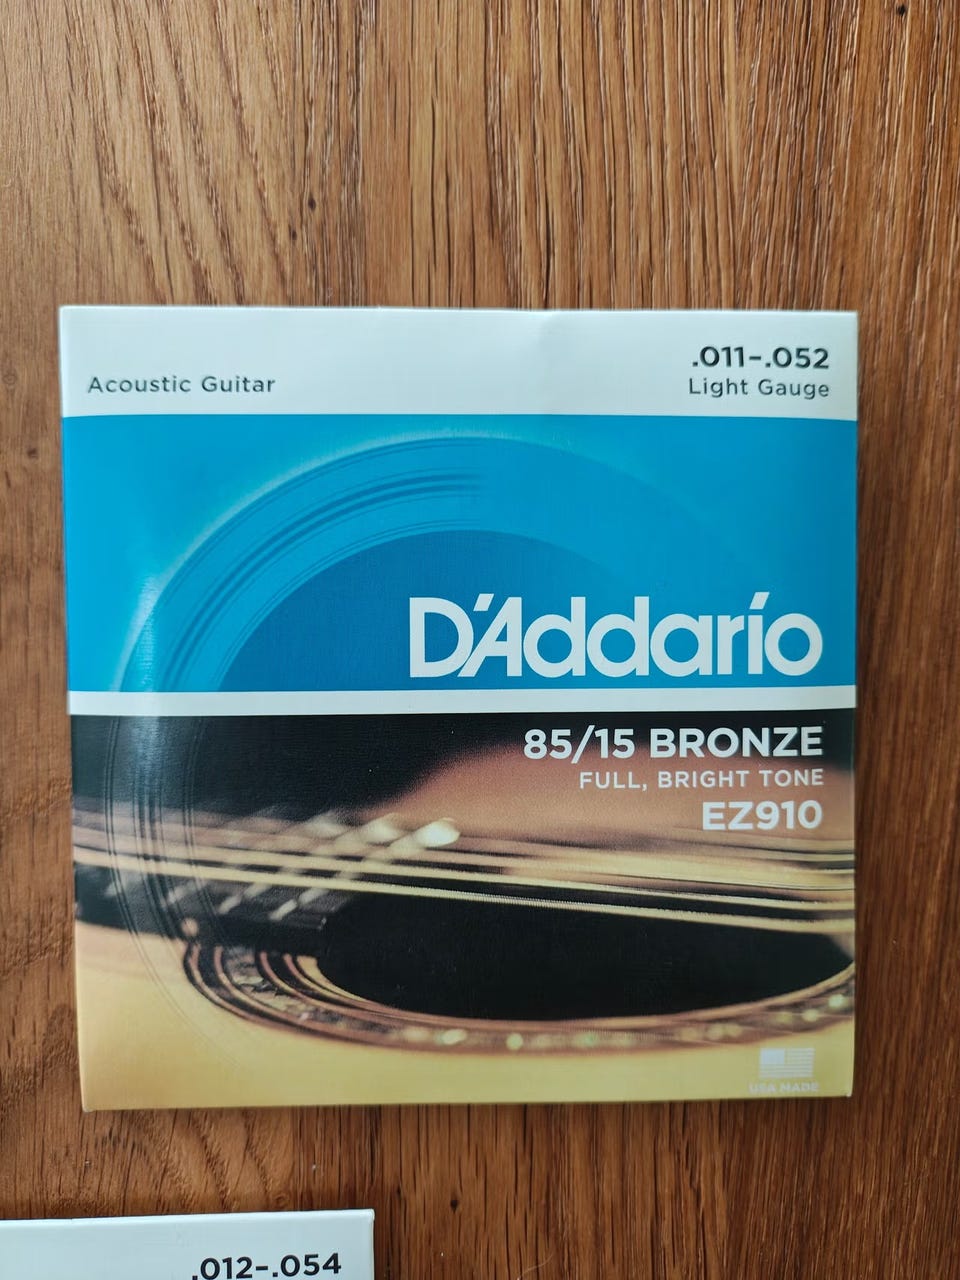 Acoustic Guitar
.011-.052
Light Gauge
D'Addario
85/15 BRONZE
FULL, BRIGHT TONE
EZ910
USA MADE
.012-.054